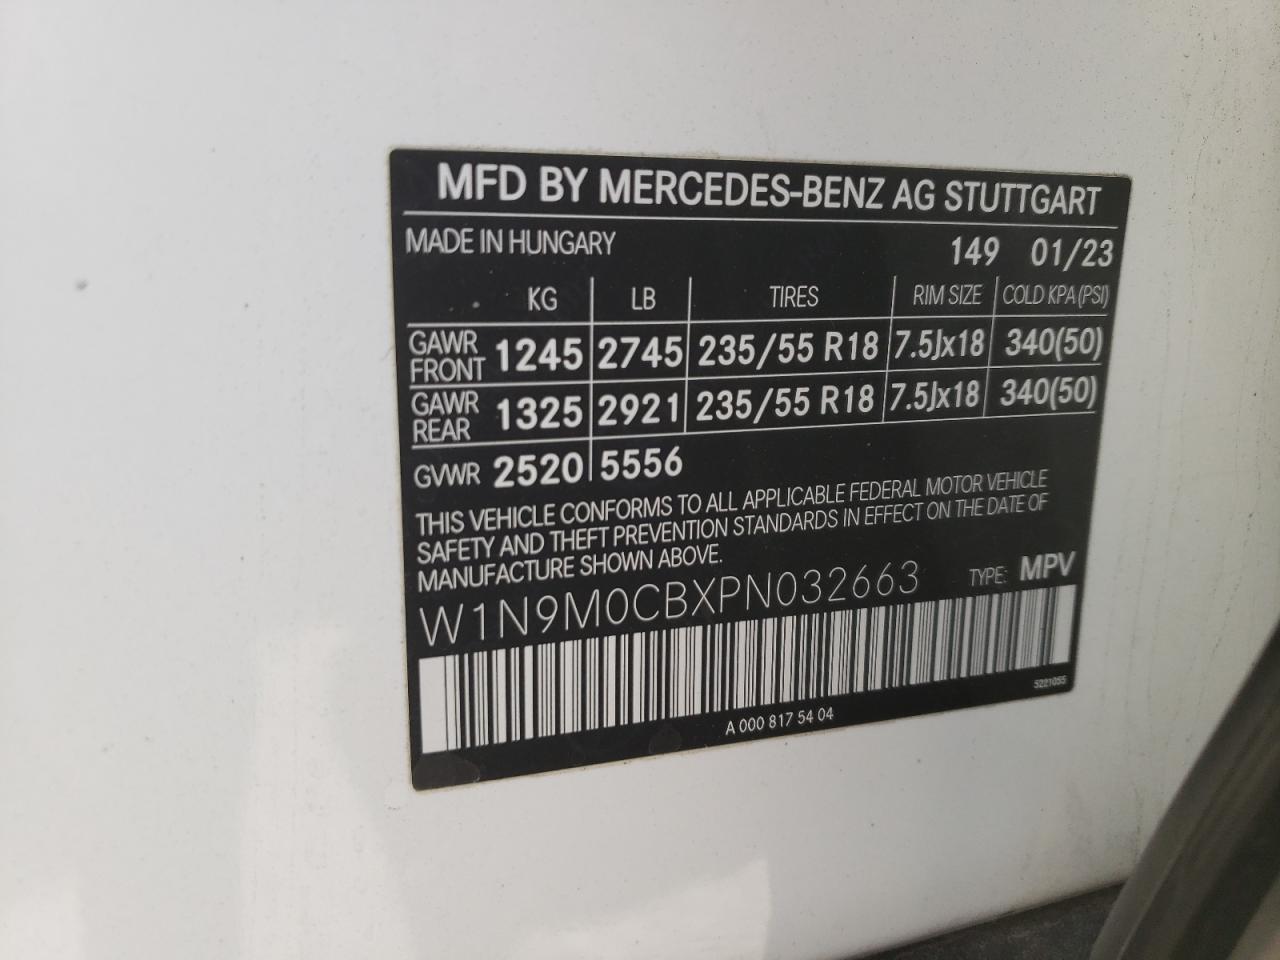 MFD BY MERCEDES-BENZ AG STUTTGART
MADE IN HUNGARY 149 01/23
KG LB TIRES RIM SIZE COLD KPA (PSI)
GAWR FRONT 1245 2745 235/55 R18 7.5Jx18 340(50)
GAWR REAR 1325 2921 235/55 R18 7.5Jx18 340(50)
GVWR 2520 5556
THIS VEHICLE CONFORMS TO ALL APPLICABLE FEDERAL MOTOR VEHICLE
SAFETY AND THEFT PREVENTION STANDARDS IN EFFECT ON THE DATE OF
MANUFACTURE SHOWN ABOVE.
W1N9M0CBXPN032663 TYPE: MPV
5221055
A 000 817 54 04